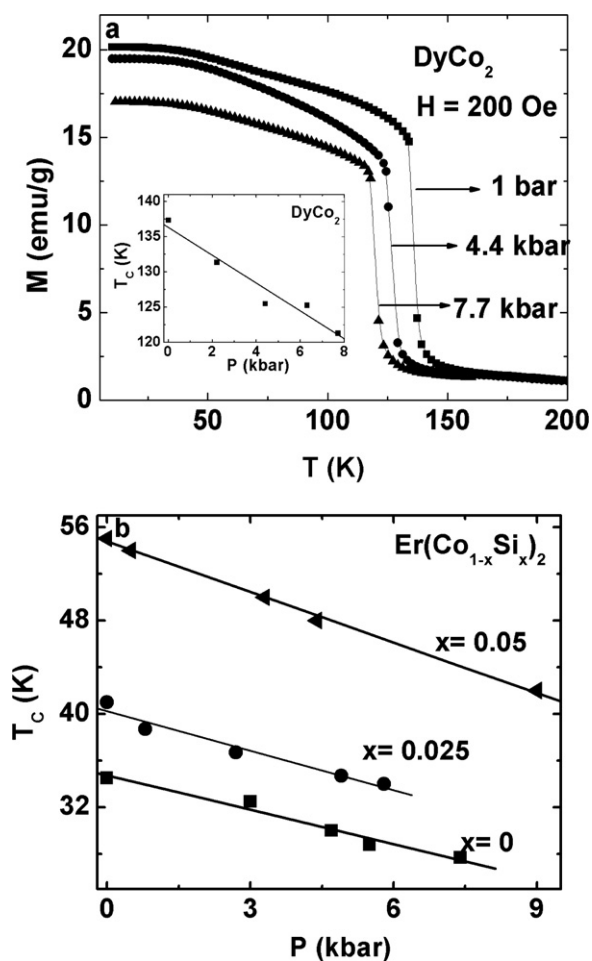 a
DyCo₂
H = 200 Oe
M (emu/g)
20
15
10
5
0
1 bar
4.4 kbar
7.7 kbar
DyCo₂
T_C (K)
140
135
130
125
120
0 2 4 6 8
P (kbar)
50 100 150 200
T (K)
b
Er(Co₁₋ₓSiₓ)₂
T_C (K)
56
48
40
32
x= 0.05
x= 0.025
x= 0
0 3 6 9
P (kbar)